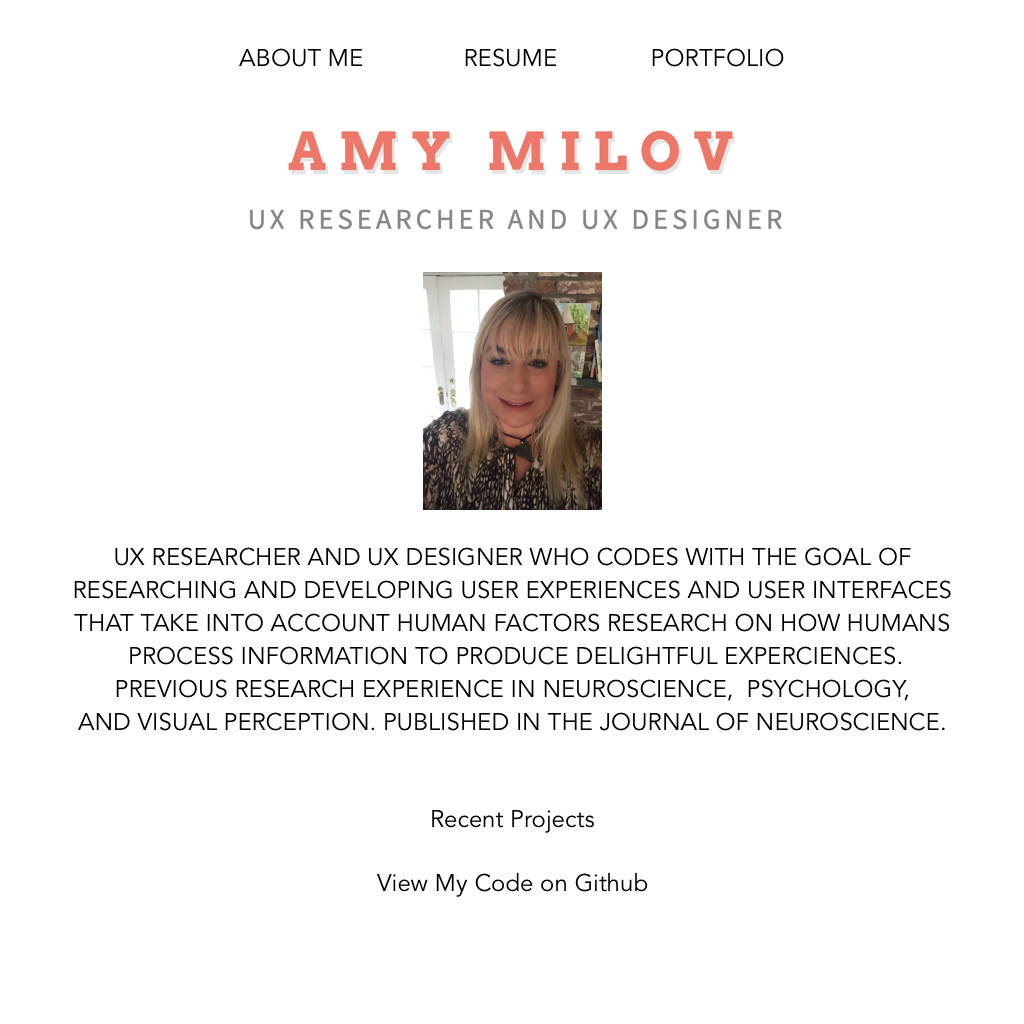 ABOUT ME RESUME PORTFOLIO
AMY MILOV
UX RESEARCHER AND UX DESIGNER
UX RESEARCHER AND UX DESIGNER WHO CODES WITH THE GOAL OF
RESEARCHING AND DEVELOPING USER EXPERIENCES AND USER INTERFACES
THAT TAKE INTO ACCOUNT HUMAN FACTORS RESEARCH ON HOW HUMANS
PROCESS INFORMATION TO PRODUCE DELIGHTFUL EXPERCIENCES.
PREVIOUS RESEARCH EXPERIENCE IN NEUROSCIENCE,  PSYCHOLOGY,
AND VISUAL PERCEPTION. PUBLISHED IN THE JOURNAL OF NEUROSCIENCE.
Recent Projects
View My Code on Github